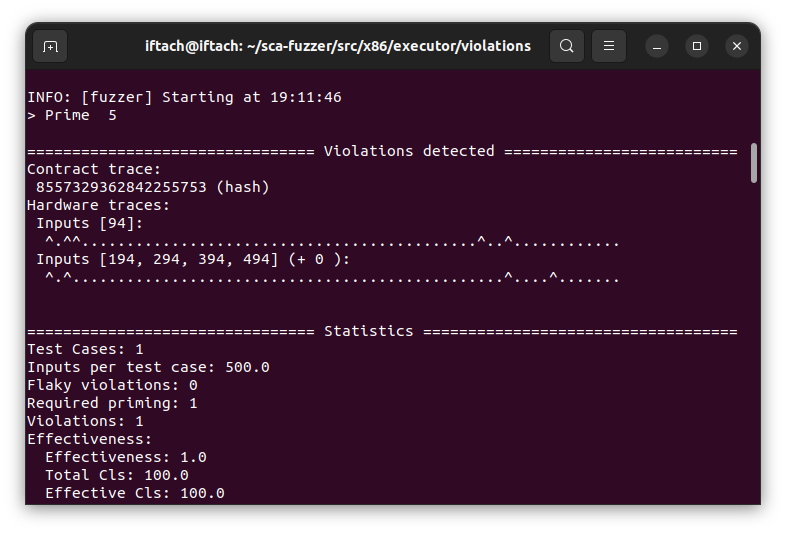 iftach@iftach: ~/sca-fuzzer/src/x86/executor/violations
INFO: [fuzzer] Starting at 19:11:46
> Prime  5
================================ Violations detected ==========================
Contract trace:
 8557329362842255753 (hash)
Hardware traces:
 Inputs [94]:
  ^.^^............................................^..^............
 Inputs [194, 294, 394, 494] (+ 0 ):
  ^.^................................................^....^.......
================================ Statistics ===================================
Test Cases: 1
Inputs per test case: 500.0
Flaky violations: 0
Required priming: 1
Violations: 1
Effectiveness:
  Effectiveness: 1.0
  Total Cls: 100.0
  Effective Cls: 100.0